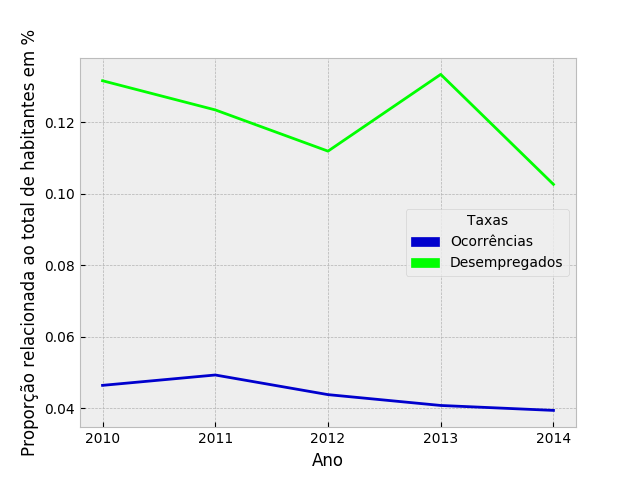 Proporção relacionada ao total de habitantes em %
0.12
0.10
0.08
0.06
0.04
Taxas
Ocorrências
Desempregados
2010 2011 2012 2013 2014
Ano